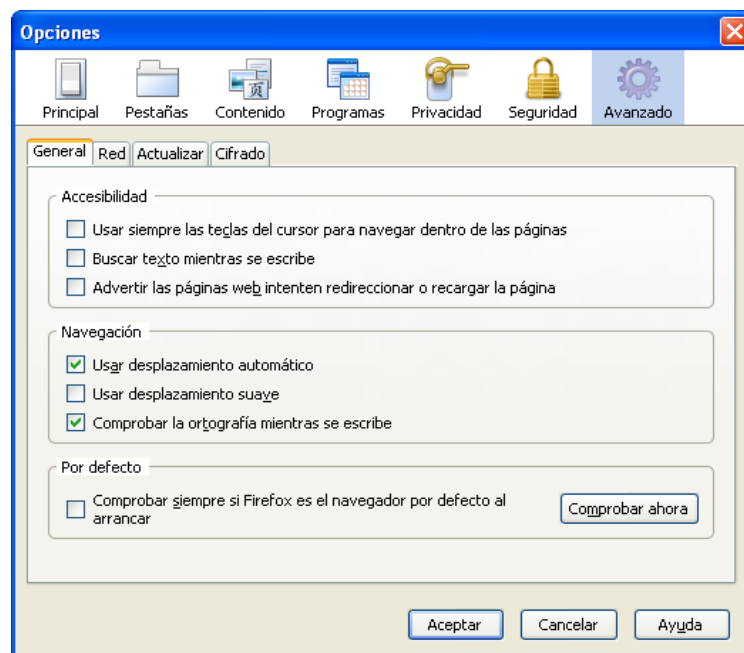 Opciones
Principal Pestañas Contenido Programas Privacidad Seguridad Avanzado
General Red Actualizar Cifrado
Accesibilidad
Usar siempre las teclas del cursor para navegar dentro de las páginas
Buscar texto mientras se escribe
Advertir las páginas web intenten redireccionar o recargar la página
Navegación
Usar desplazamiento automático
Usar desplazamiento suave
Comprobar la ortografía mientras se escribe
Por defecto
Comprobar siempre si Firefox es el navegador por defecto al
arrancar
Comprobar ahora
Aceptar Cancelar Ayuda